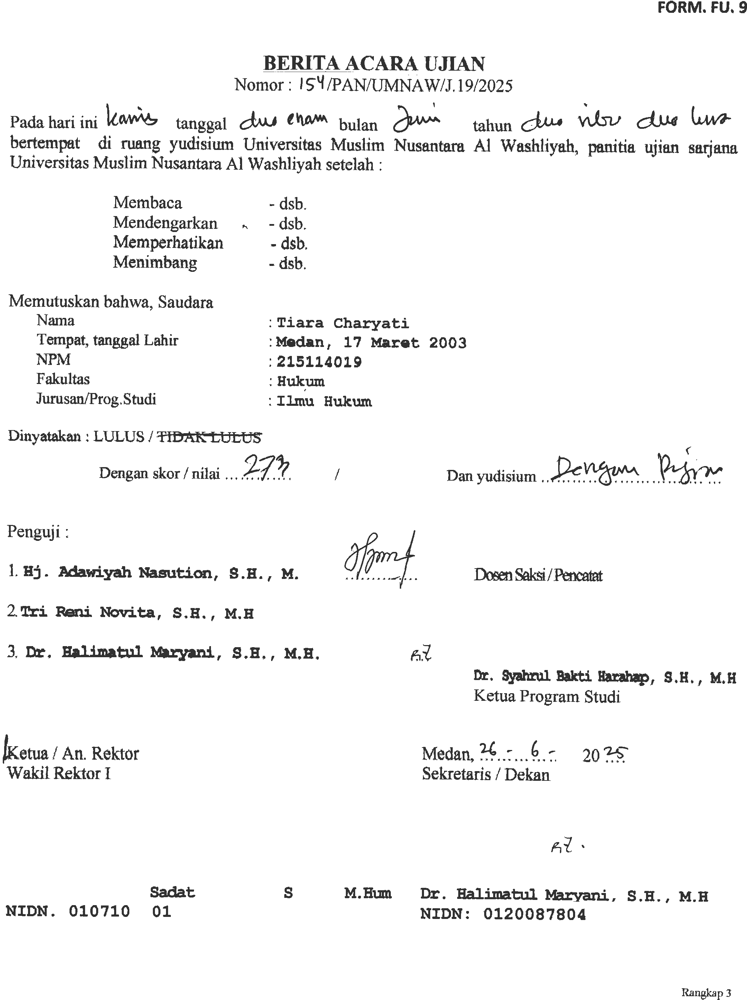 FORM. FU. 9
BERITA ACARA UJIAN
Nomor : 154/PAN/UMNAW/J.19/2025
Pada hari ini kamis tanggal dua enam bulan Juni tahun dua ribu dua lima
bertempat di ruang yudisium Universitas Muslim Nusantara Al Washliyah, panitia ujian sarjana
Universitas Muslim Nusantara Al Washliyah setelah :
Membaca - dsb.
Mendengarkan - dsb.
Memperhatikan - dsb.
Menimbang - dsb.
Memutuskan bahwa, Saudara
Nama : Tiara Charyati
Tempat, tanggal Lahir : Medan, 17 Maret 2003
NPM : 215114019
Fakultas : Hukum
Jurusan/Prog.Studi : Ilmu Hukum
Dinyatakan : LULUS / TIDAK LULUS
Dengan skor / nilai ............. / Dan yudisium Dengan
Penguji :
1. Hj. Adawiyah Nasution, S.H., M. .............. Dosen Saksi / Pencatat
2. Tri Reni Novita, S.H., M.H
3. Dr. Halimatul Maryani, S.H., M.H.
Dr. Syahrul Bakti Harahap, S.H., M.H
Ketua Program Studi
Ketua / An. Rektor Medan, 26 - 6 - 2025
Wakil Rektor I Sekretaris / Dekan
Sadat S M.Hum Dr. Halimatul Maryani, S.H., M.H
NIDN. 010710 01 NIDN: 0120087804
Rangkap 3